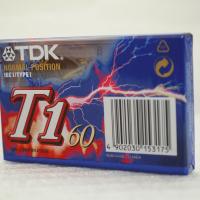 TDK
NORMAL POSITION
IEC I/TYPE I
T1 60
4 902030 153175